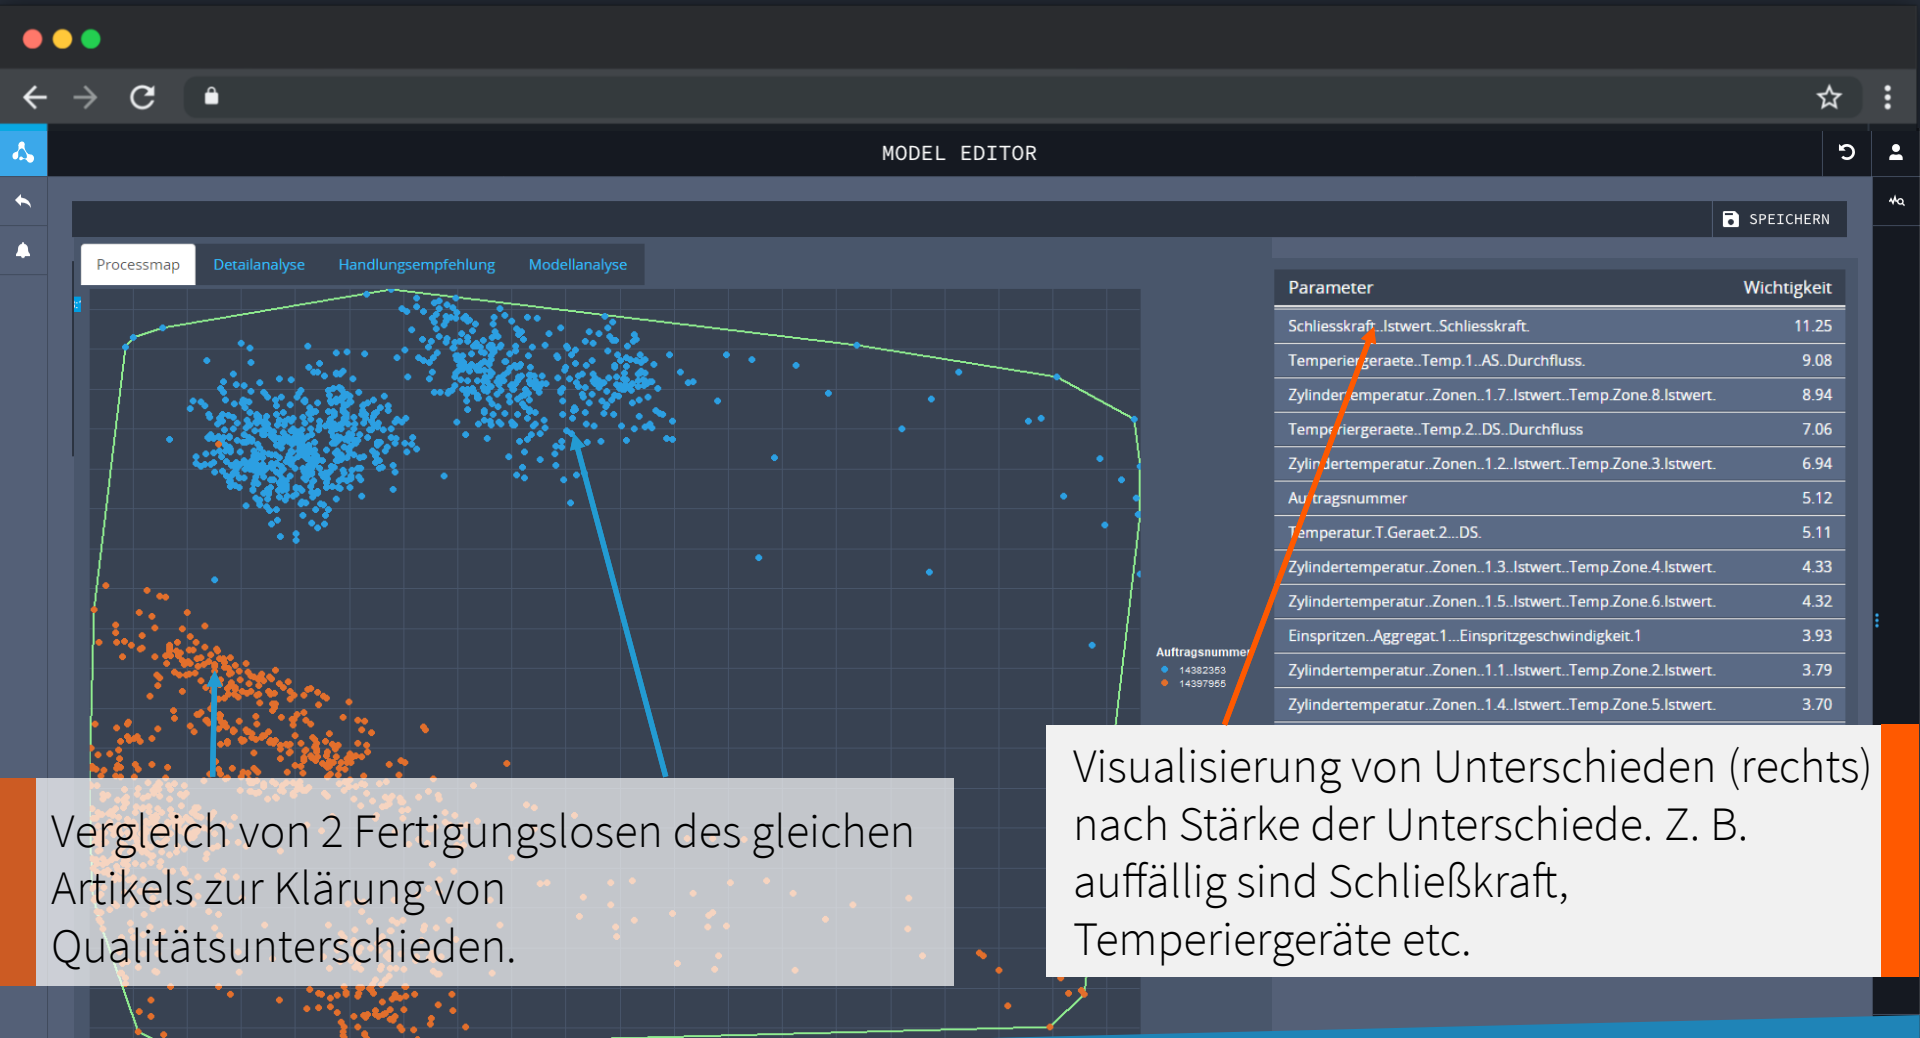 MODEL EDITOR
SPEICHERN
Processmap Detailanalyse Handlungsempfehlung Modellanalyse
Parameter Wichtigkeit
Schliesskraft..Istwert..Schliesskraft. 11.25
Temperiergeraete..Temp.1..AS..Durchfluss. 9.08
Zylindertemperatur..Zonen..1.7..Istwert..Temp.Zone.8.Istwert. 8.94
Temperiergeraete..Temp.2..DS..Durchfluss 7.06
Zylindertemperatur..Zonen..1.2..Istwert..Temp.Zone.3.Istwert. 6.94
Auftragsnummer 5.12
Temperatur.T.Geraet.2...DS. 5.11
Zylindertemperatur..Zonen..1.3..Istwert..Temp.Zone.4.Istwert. 4.33
Zylindertemperatur..Zonen..1.5..Istwert..Temp.Zone.6.Istwert. 4.32
Einspritzen..Aggregat.1...Einspritzgeschwindigkeit.1 3.93
Zylindertemperatur..Zonen..1.1..Istwert..Temp.Zone.2.Istwert. 3.79
Zylindertemperatur..Zonen..1.4..Istwert..Temp.Zone.5.Istwert. 3.70
Auftragsnummer
14382353
14397955
Vergleich von 2 Fertigungslosen des gleichen
Artikels zur Klärung von
Qualitätsunterschieden.
Visualisierung von Unterschieden (rechts)
nach Stärke der Unterschiede. Z. B.
auffällig sind Schließkraft,
Temperiergeräte etc.